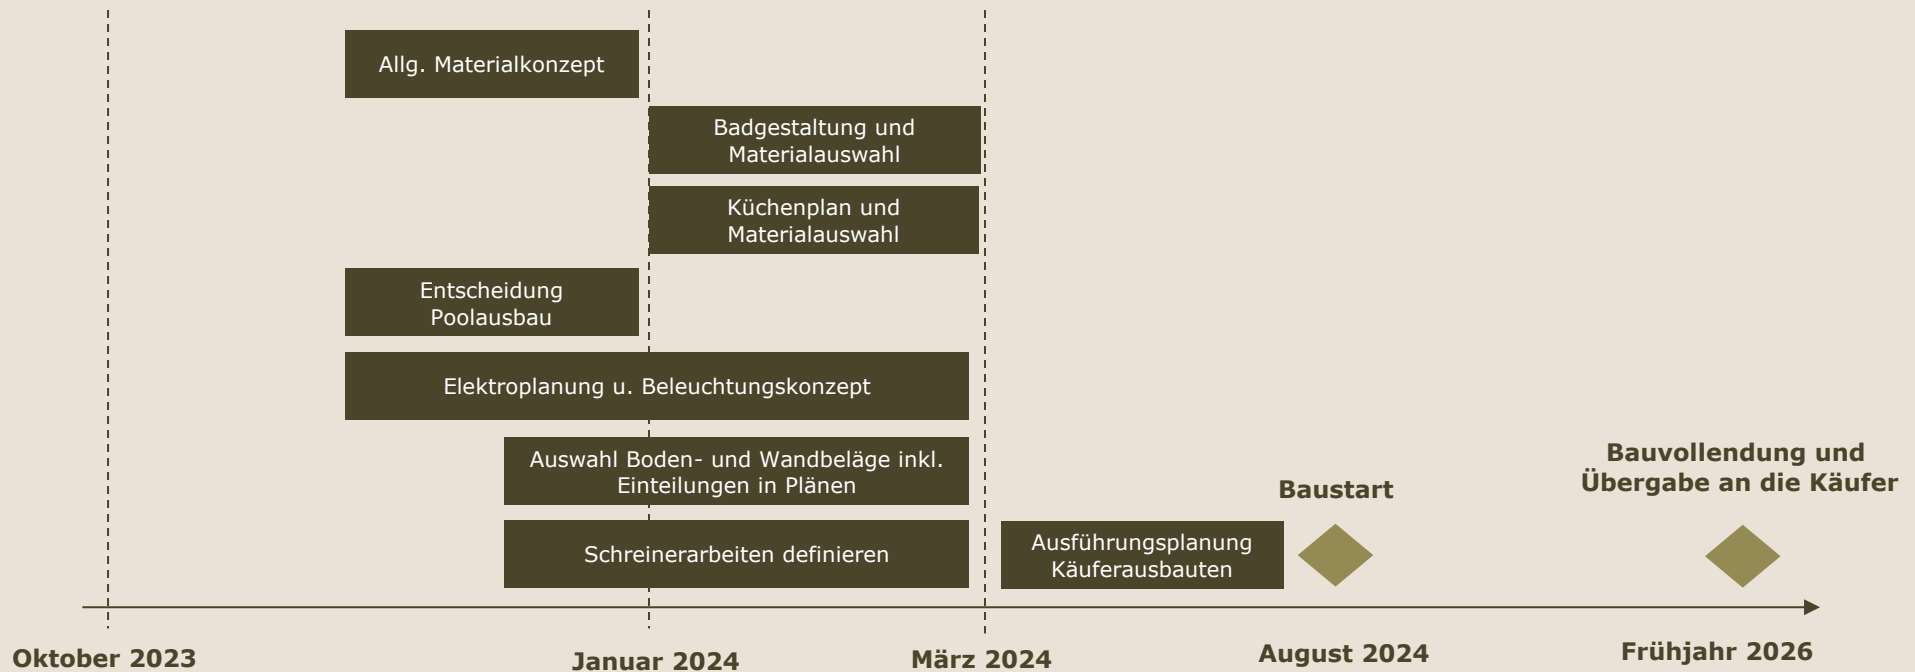 Allg. Materialkonzept
Badgestaltung und
Materialauswahl
Küchenplan und
Materialauswahl
Entscheidung
Poolausbau
Elektroplanung u. Beleuchtungskonzept
Auswahl Boden- und Wandbeläge inkl.
Einteilungen in Plänen
Schreinerarbeiten definieren
Ausführungsplanung
Käuferausbauten
Baustart
Bauvollendung und
Übergabe an die Käufer
Oktober 2023
Januar 2024
März 2024
August 2024
Frühjahr 2026